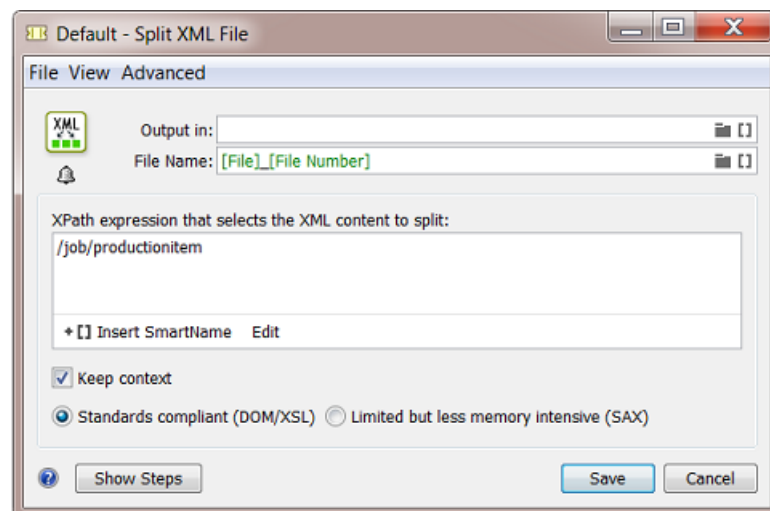 Default - Split XML File
File View Advanced
XML
Output in:
File Name: [File]_[File Number]
XPath expression that selects the XML content to split:
/job/productionitem
+[] Insert SmartName Edit
Keep context
Standards compliant (DOM/XSL) Limited but less memory intensive (SAX)
? Show Steps Save Cancel